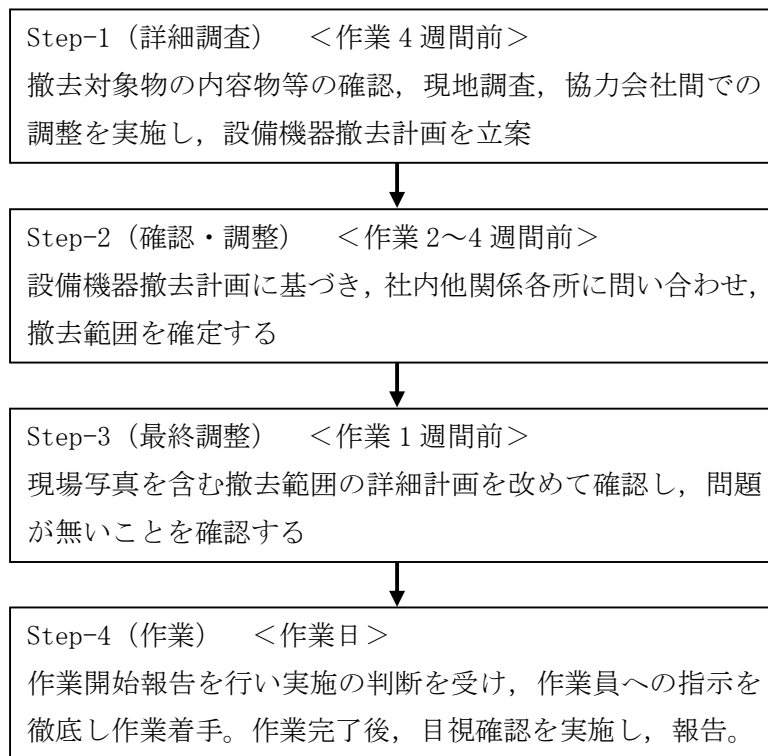 Step-1（詳細調査）　＜作業 4 週間前＞
撤去対象物の内容物等の確認，現地調査，協力会社間での
調整を実施し，設備機器撤去計画を立案
Step-2（確認・調整）　＜作業 2～4 週間前＞
設備機器撤去計画に基づき，社内他関係各所に問い合わせ，
撤去範囲を確定する
Step-3（最終調整）　＜作業 1 週間前＞
現場写真を含む撤去範囲の詳細計画を改めて確認し，問題
が無いことを確認する
Step-4（作業）　＜作業日＞
作業開始報告を行い実施の判断を受け，作業員への指示を
徹底し作業着手。作業完了後，目視確認を実施し，報告。